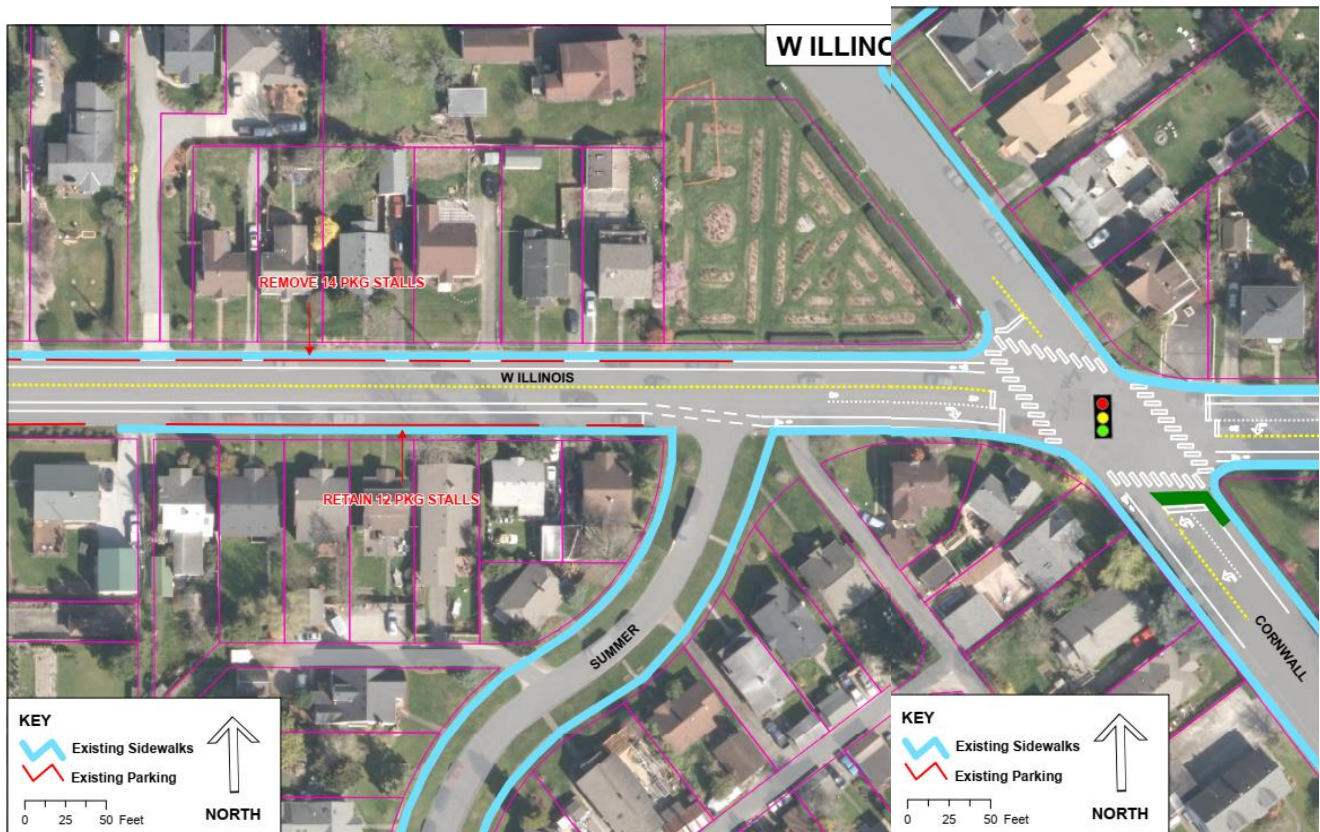 W ILLINO
REMOVE 14 PKG STALLS
W ILLINOIS
RETAIN 12 PKG STALLS
SUMMER
CORNWALL
KEY
Existing Sidewalks
Existing Parking
0 25 50 Feet
NORTH
KEY
Existing Sidewalks
Existing Parking
0 25 50 Feet
NORTH